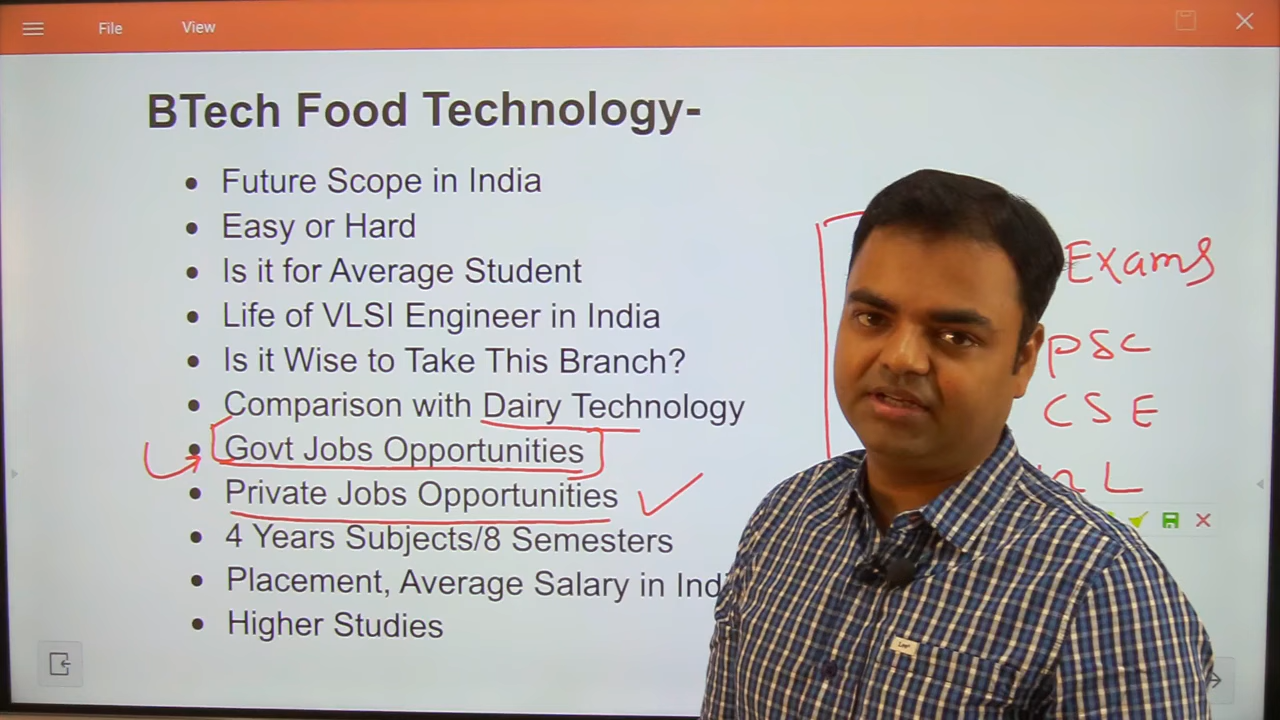 File View
BTech Food Technology-
• Future Scope in India
• Easy or Hard
• Is it for Average Student
• Life of VLSI Engineer in India
• Is it Wise to Take This Branch?
• Comparison with Dairy Technology
• Govt Jobs Opportunities
• Private Jobs Opportunities
• 4 Years Subjects/8 Semesters
• Placement, Average Salary in Indi
• Higher Studies
Exams
PSC
CSE